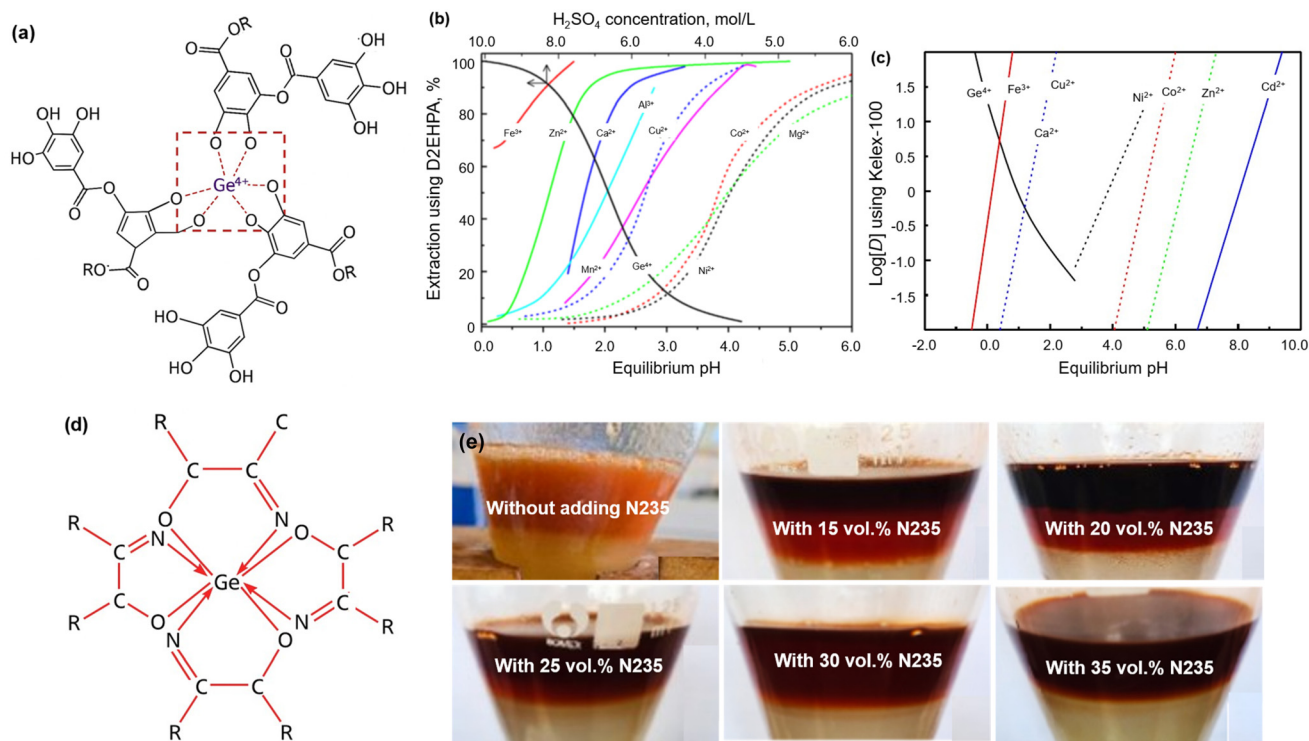 (a)
OR
O
O
O
·OH
OH
OH
OH
HO
HO
O
O
O
O
O
O
Ge⁴⁺
O
O
O
RO·
O
O
O
OR
O
HO
HO
OH
(b)
H₂SO₄ concentration, mol/L
10.0 8.0 6.0 4.0 5.0 6.0
Extraction using D2EHPA, %
100
80
60
40
20
0
Fe³⁺ Zn²⁺ Ca²⁺ Al³⁺ Cu²⁺ Co²⁺ Mg²⁺
Mn²⁺ Ge⁴⁺ Ni²⁺
0.0 1.0 2.0 3.0 4.0 5.0 6.0
Equilibrium pH
(c)
Log[D] using Kelex-100
1.5
1.0
0.5
0
-0.5
-1.0
-1.5
Ge⁴⁺ Fe³⁺ Cu²⁺ Ni²⁺ Co²⁺ Zn²⁺ Cd²⁺
Ca²⁺
-2.0 0.0 2.0 4.0 6.0 8.0 10.0
Equilibrium pH
(d)
R C
C C
R O N R
C N O C
Ge
C O N C
R N O R
C C
R R
(e)
Without adding N235
With 15 vol.% N235
With 20 vol.% N235
With 25 vol.% N235
With 30 vol.% N235
With 35 vol.% N235